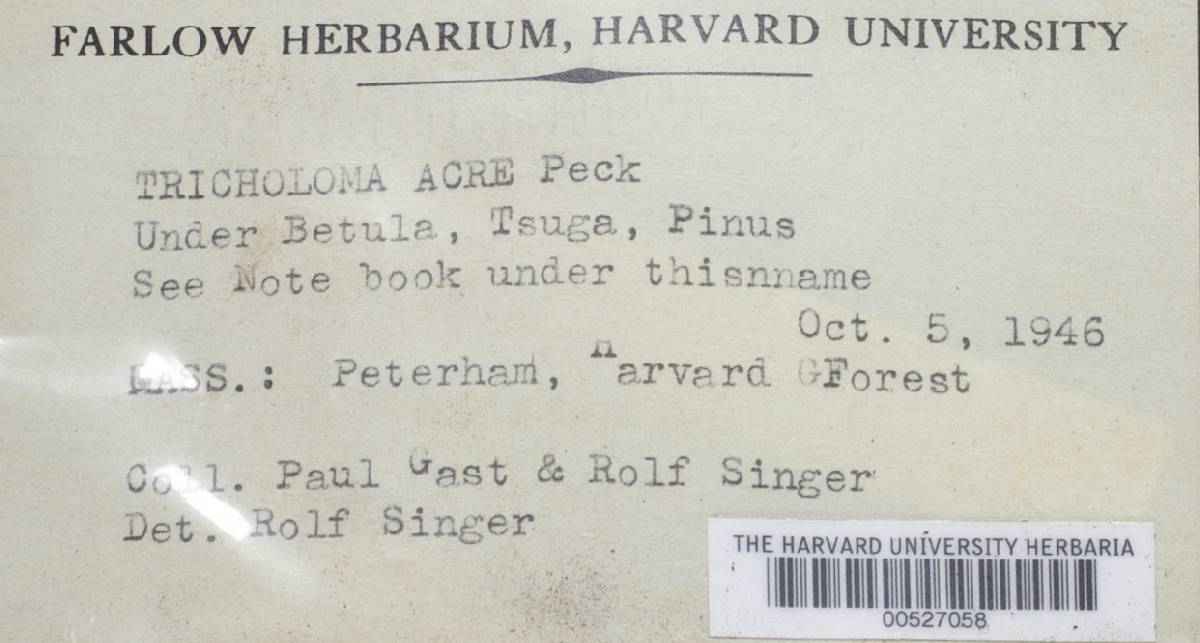 FARLOW HERBARIUM, HARVARD UNIVERSITY
TRICHOLOMA ACRE Peck
Under Betula, Tsuga, Pinus
See Note book under thisnname
Oct. 5, 1946
MASS.: Peterham, Harvard GForest
Coll. Paul Gast & Rolf Singer
Det. Rolf Singer
THE HARVARD UNIVERSITY HERBARIA
00527058